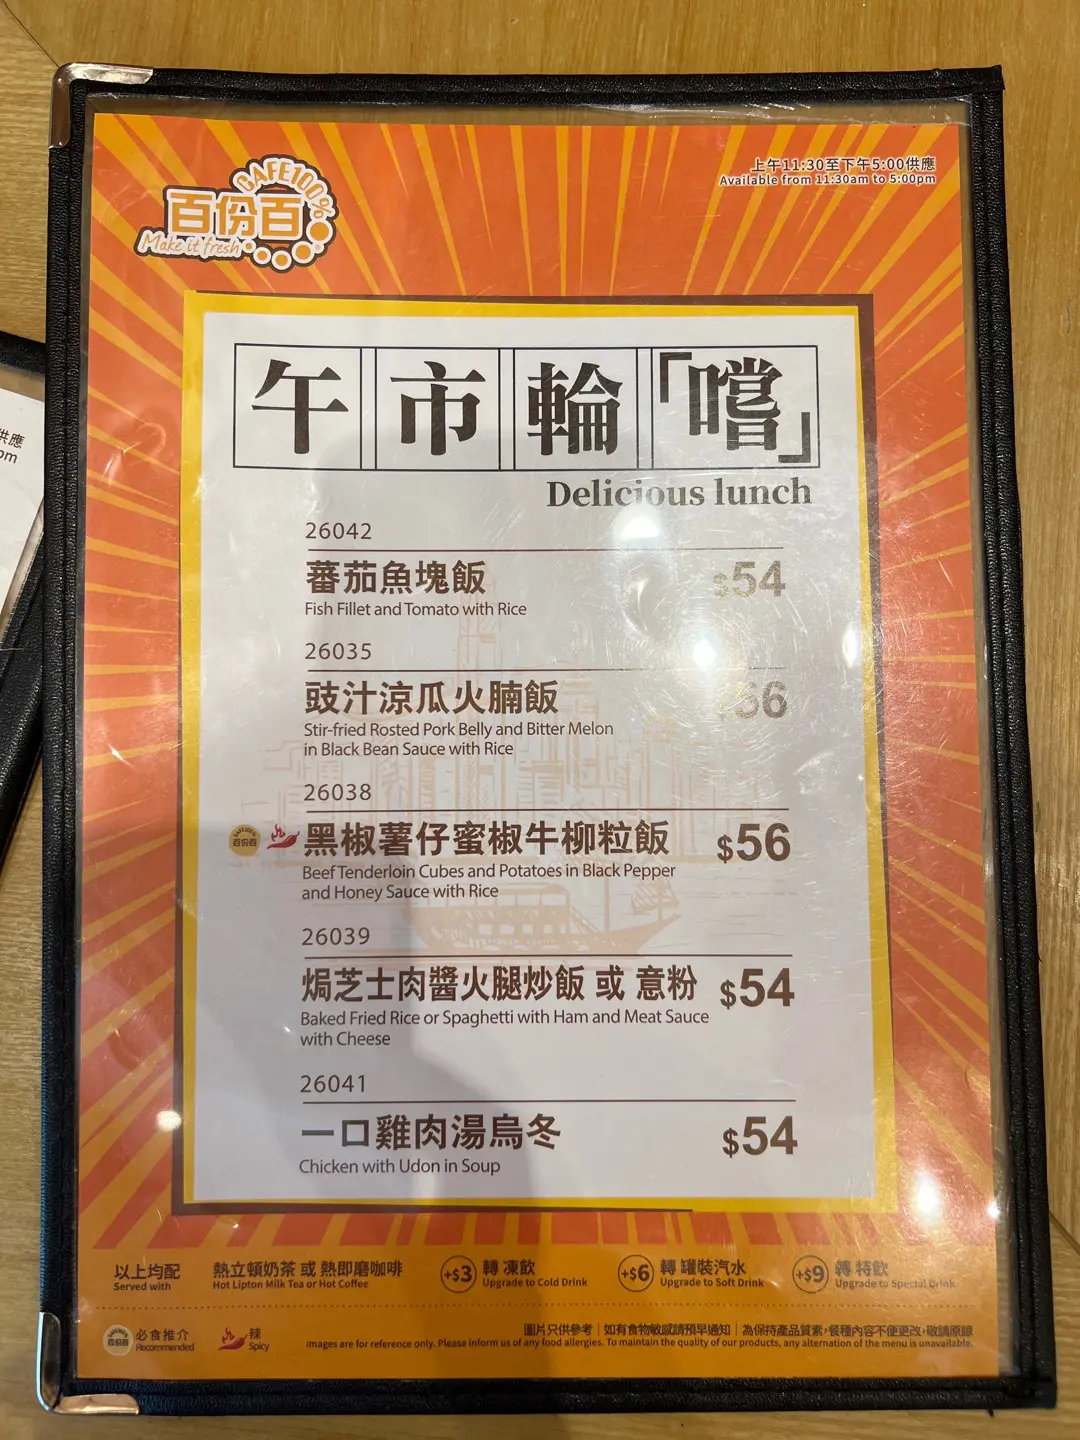 CAFE100%
百份百
Make it fresh
上午11:30至下午5:00供應
Available from 11:30am to 5:00pm
午市輪「嚐」
Delicious lunch
26042
蕃茄魚塊飯 $54
Fish Fillet and Tomato with Rice
26035
豉汁涼瓜火腩飯 $56
Stir-fried Rosted Pork Belly and Bitter Melon
in Black Bean Sauce with Rice
26038
黑椒薯仔蜜椒牛柳粒飯 $56
Beef Tenderloin Cubes and Potatoes in Black Pepper
and Honey Sauce with Rice
26039
焗芝士肉醬火腿炒飯 或 意粉 $54
Baked Fried Rice or Spaghetti with Ham and Meat Sauce
with Cheese
26041
一口雞肉湯烏冬 $54
Chicken with Udon in Soup
以上均配 熱立頓奶茶 或 熱即磨咖啡 +$3 轉 凍飲 +$6 轉 罐裝汽水 +$9 轉 特飲
Served with Hot Lipton Milk Tea or Hot Coffee Upgrade to Cold Drink Upgrade to Soft Drink Upgrade to Special Drink
百份百 必食推介 辣
Recommended Spicy
圖片只供參考｜如有食物敏感請預早通知｜為保持產品質素，餐種內容不便更改，敬請原諒
Images are for reference only. Please inform us of any food allergies. To maintain the quality of our products, any alternation of the menu is unavailable.
供應
pm